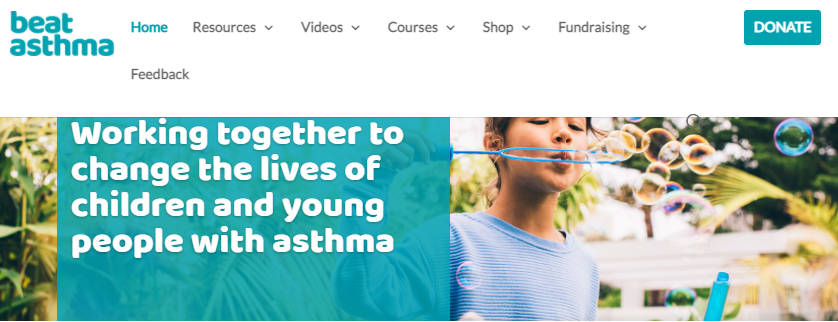 beat
asthma
Home Resources Videos Courses Shop Fundraising DONATE
Feedback
Working together to
change the lives of
children and young
people with asthma